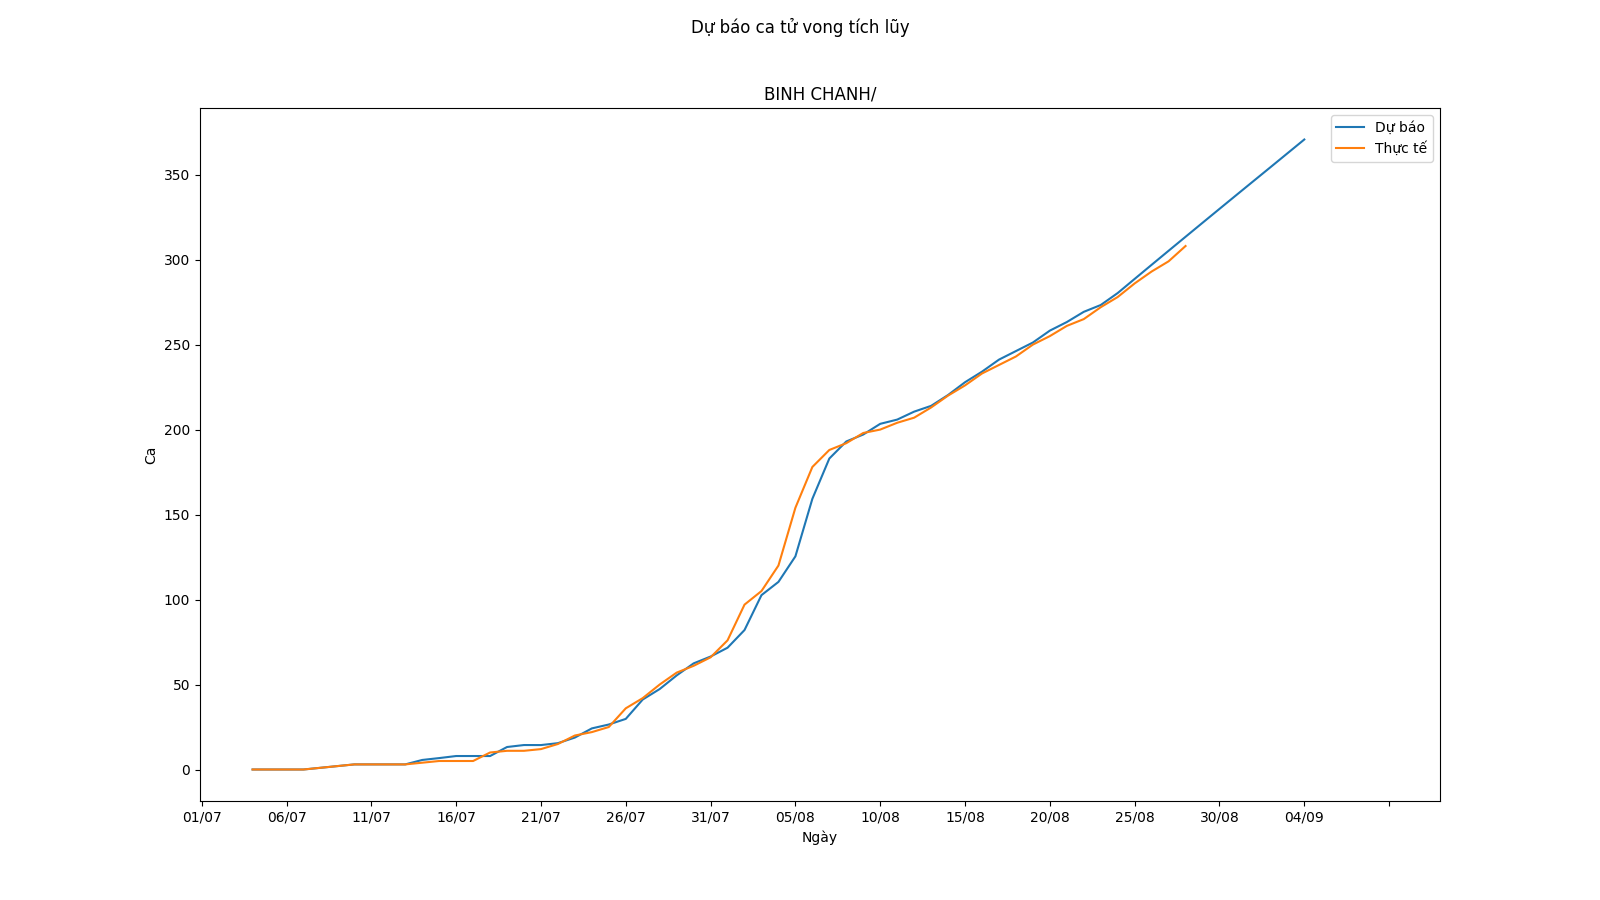 Dự báo ca tử vong tích lũy
BINH CHANH/
Dự báo
Thực tế
350
300
250
200
150
100
50
0
Ca
01/07 06/07 11/07 16/07 21/07 26/07 31/07 05/08 10/08 15/08 20/08 25/08 30/08 04/09
Ngày